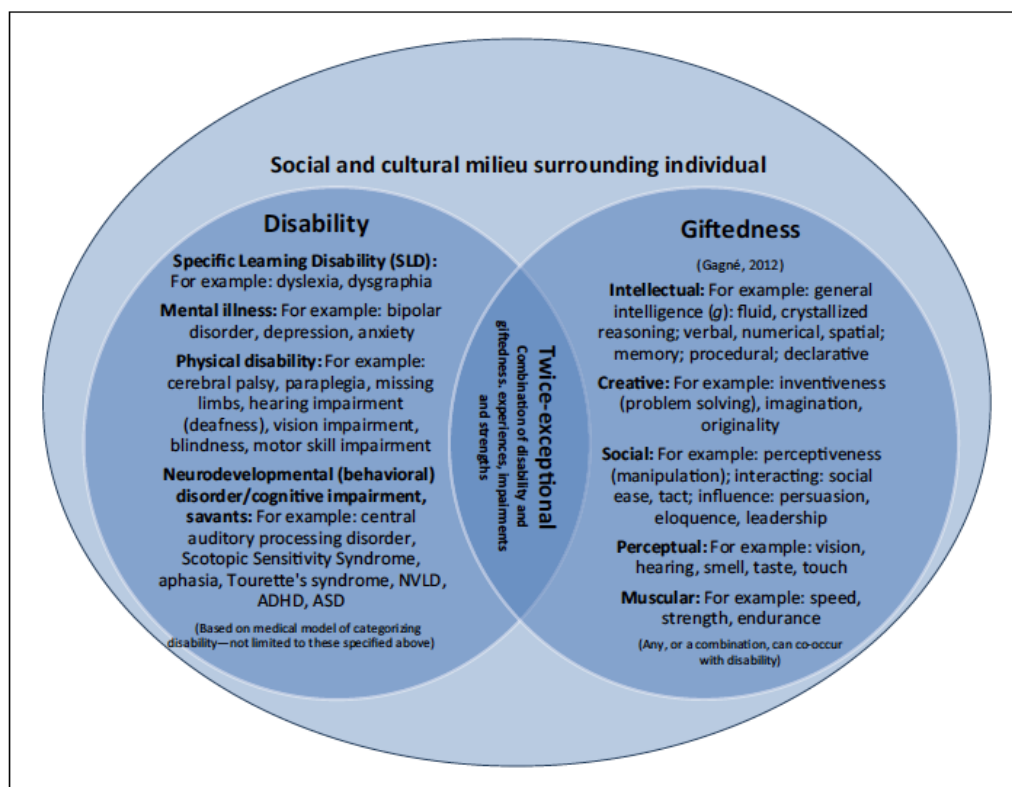 Social and cultural milieu surrounding individual
Disability
Specific Learning Disability (SLD):
For example: dyslexia, dysgraphia
Mental illness: For example: bipolar
disorder, depression, anxiety
Physical disability: For example:
cerebral palsy, paraplegia, missing
limbs, hearing impairment
(deafness), vision impairment,
blindness, motor skill impairment
Neurodevelopmental (behavioral)
disorder/cognitive impairment,
savants: For example: central
auditory processing disorder,
Scotopic Sensitivity Syndrome,
aphasia, Tourette's syndrome, NVLD,
ADHD, ASD
(Based on medical model of categorizing
disability—not limited to these specified above)
Twice-exceptional
Combination of disability and
giftedness. experiences, impairments
and strengths
Giftedness
(Gagné, 2012)
Intellectual: For example: general
intelligence (g): fluid, crystallized
reasoning; verbal, numerical, spatial;
memory; procedural; declarative
Creative: For example: inventiveness
(problem solving), imagination,
originality
Social: For example: perceptiveness
(manipulation); interacting: social
ease, tact; influence: persuasion,
eloquence, leadership
Perceptual: For example: vision,
hearing, smell, taste, touch
Muscular: For example: speed,
strength, endurance
(Any, or a combination, can co-occur
with disability)